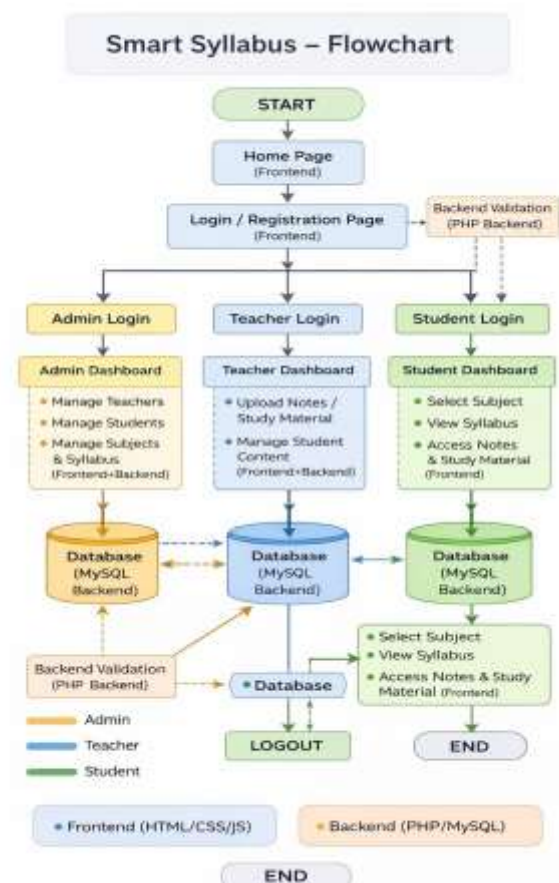 Smart Syllabus – Flowchart
START
Home Page
(Frontend)
Login / Registration Page
(Frontend)
Backend Validation
(PHP Backend)
Admin Login
Teacher Login
Student Login
Admin Dashboard
• Manage Teachers
• Manage Students
• Manage Subjects
& Syllabus
(Frontend+Backend)
Teacher Dashboard
• Upload Notes /
Study Material
• Manage Student
Content
(Frontend+Backend)
Student Dashboard
• Select Subject
• View Syllabus
• Access Notes
& Study Material
(Frontend)
Database
(MySQL
Backend)
Database
(MySQL
Backend)
Database
(MySQL
Backend)
Backend Validation
(PHP Backend)
• Database
• Select Subject
• View Syllabus
• Access Notes & Study
Material (Frontend)
Admin
Teacher
Student
LOGOUT
END
• Frontend (HTML/CSS/JS)
• Backend (PHP/MySQL)
END